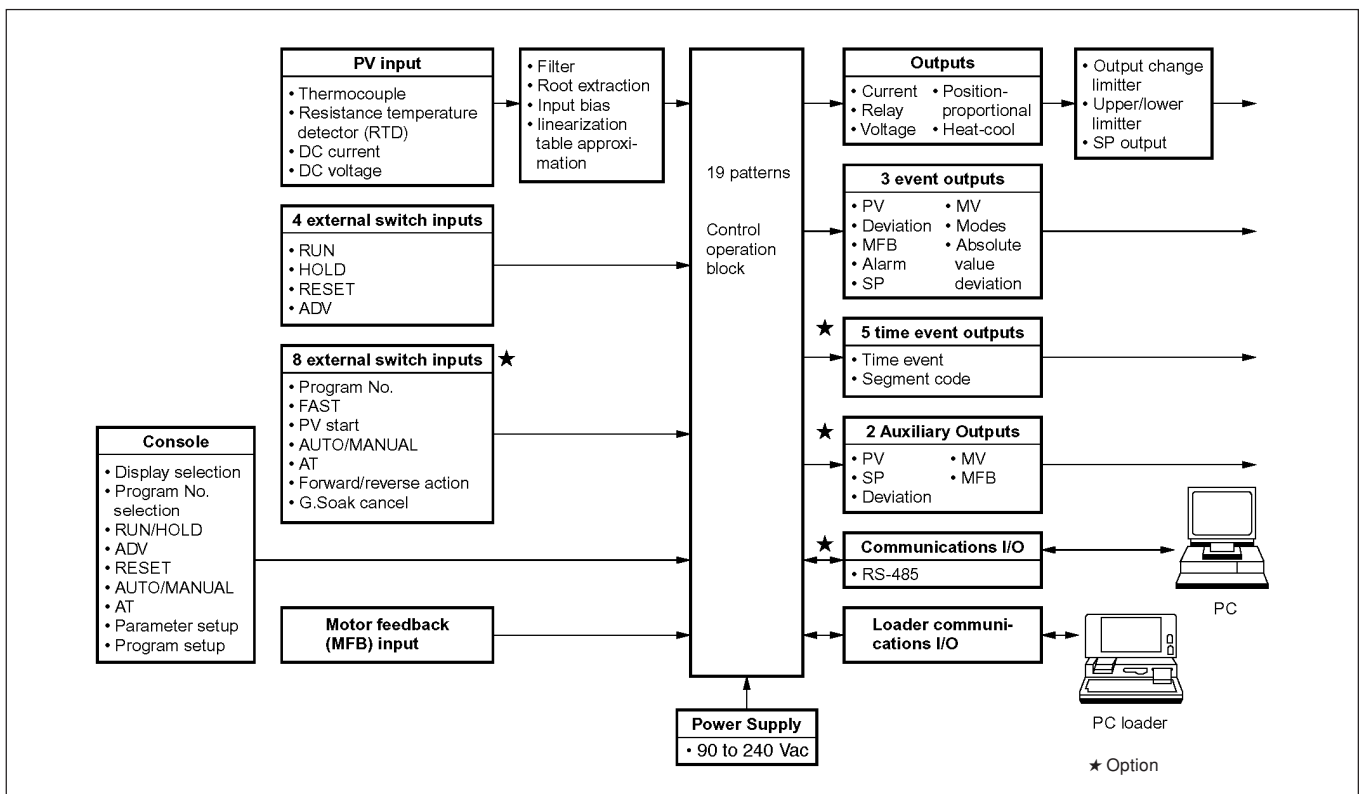 PV input
• Thermocouple
• Resistance temperature
detector (RTD)
• DC current
• DC voltage
• Filter
• Root extraction
• Input bias
• linearization
table approxi-
mation
4 external switch inputs
• RUN
• HOLD
• RESET
• ADV
8 external switch inputs ★
• Program No.
• FAST
• PV start
• AUTO/MANUAL
• AT
• Forward/reverse action
• G.Soak cancel
Console
• Display selection
• Program No.
selection
• RUN/HOLD
• ADV
• RESET
• AUTO/MANUAL
• AT
• Parameter setup
• Program setup
Motor feedback
(MFB) input
19 patterns
Control
operation
block
Power Supply
• 90 to 240 Vac
Outputs
• Current
• Relay
• Voltage
• Position-
proportional
• Heat-cool
• Output change
limitter
• Upper/lower
limitter
• SP output
3 event outputs
• PV
• Deviation
• MFB
• Alarm
• SP
• MV
• Modes
• Absolute
value
deviation
★ 5 time event outputs
• Time event
• Segment code
★ 2 Auxiliary Outputs
• PV
• SP
• Deviation
• MV
• MFB
★ Communications I/O
• RS-485
PC
Loader communi-
cations I/O
PC loader
★ Option